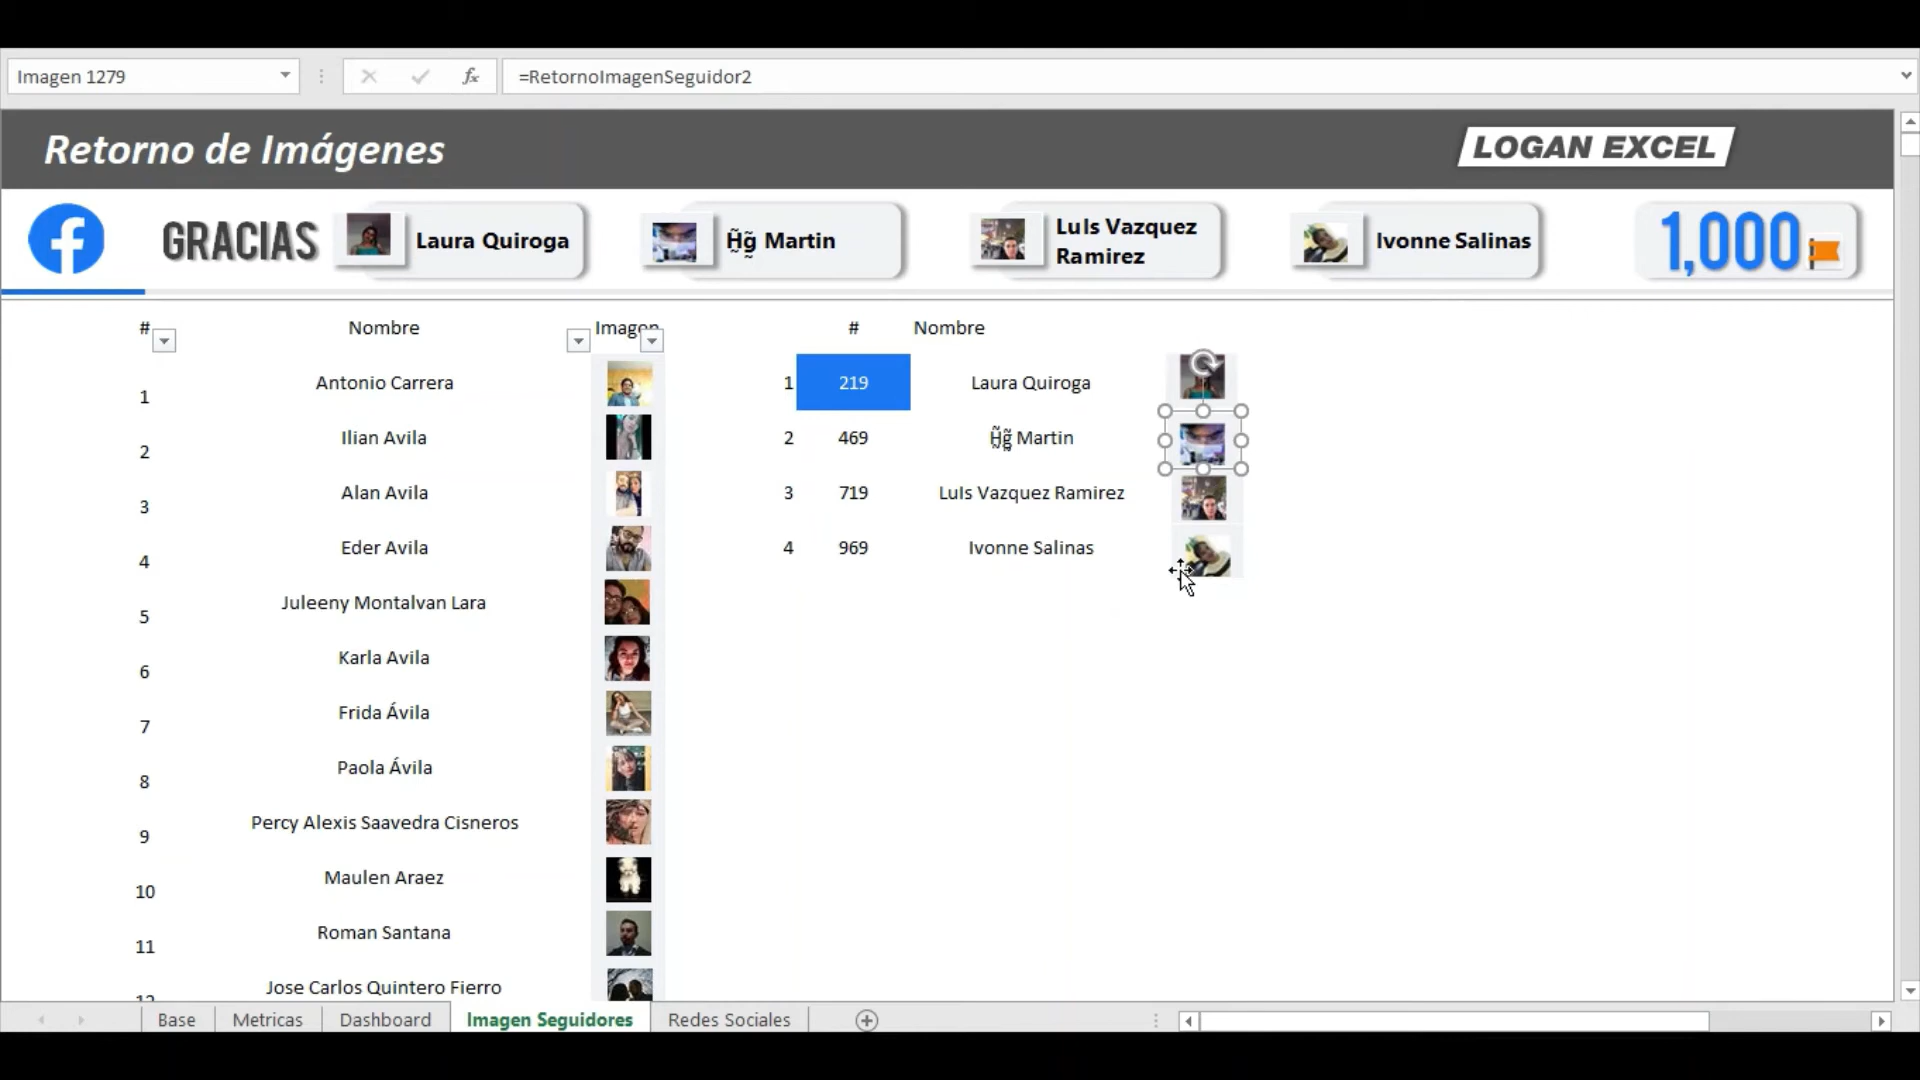 Imagen 1279
fx
=RetornoImagenSeguidor2
Retorno de Imágenes
LOGAN EXCEL
GRACIAS
Laura Quiroga
Martin
LuIs Vazquez
Ramirez
Ivonne Salinas
1,000
# Nombre Imagen
# Nombre
1 Antonio Carrera
2 Ilian Avila
3 Alan Avila
4 Eder Avila
5 Juleeny Montalvan Lara
6 Karla Avila
7 Frida Ávila
8 Paola Ávila
9 Percy Alexis Saavedra Cisneros
10 Maulen Araez
11 Roman Santana
12 Jose Carlos Quintero Fierro
1 219 Laura Quiroga
2 469 Martin
3 719 LuIs Vazquez Ramirez
4 969 Ivonne Salinas
Base Metricas Dashboard Imagen Seguidores Redes Sociales